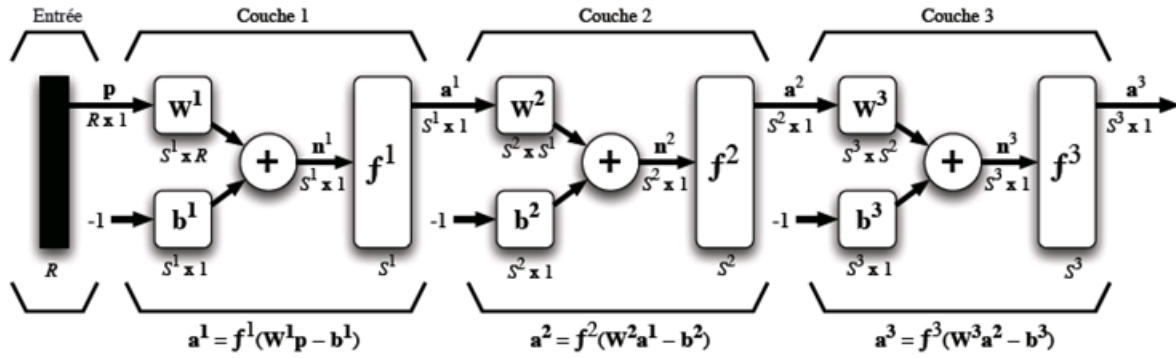 Entrée Couche 1 Couche 2 Couche 3
p a¹ a² a³
R x 1 W¹ S¹ x 1 W² S² x 1 W³ S³ x 1
S¹ x R n¹ S² x S¹ n² S³ x S² n³
+ f¹ + f² + f³
S¹ x 1 S² x 1 S³ x 1
-1 b¹ -1 b² -1 b³
R S¹ x 1 S¹ S² x 1 S² S³ x 1 S³
a¹ = f¹(W¹p – b¹) a² = f²(W²a¹ – b²) a³ = f³(W³a² – b³)